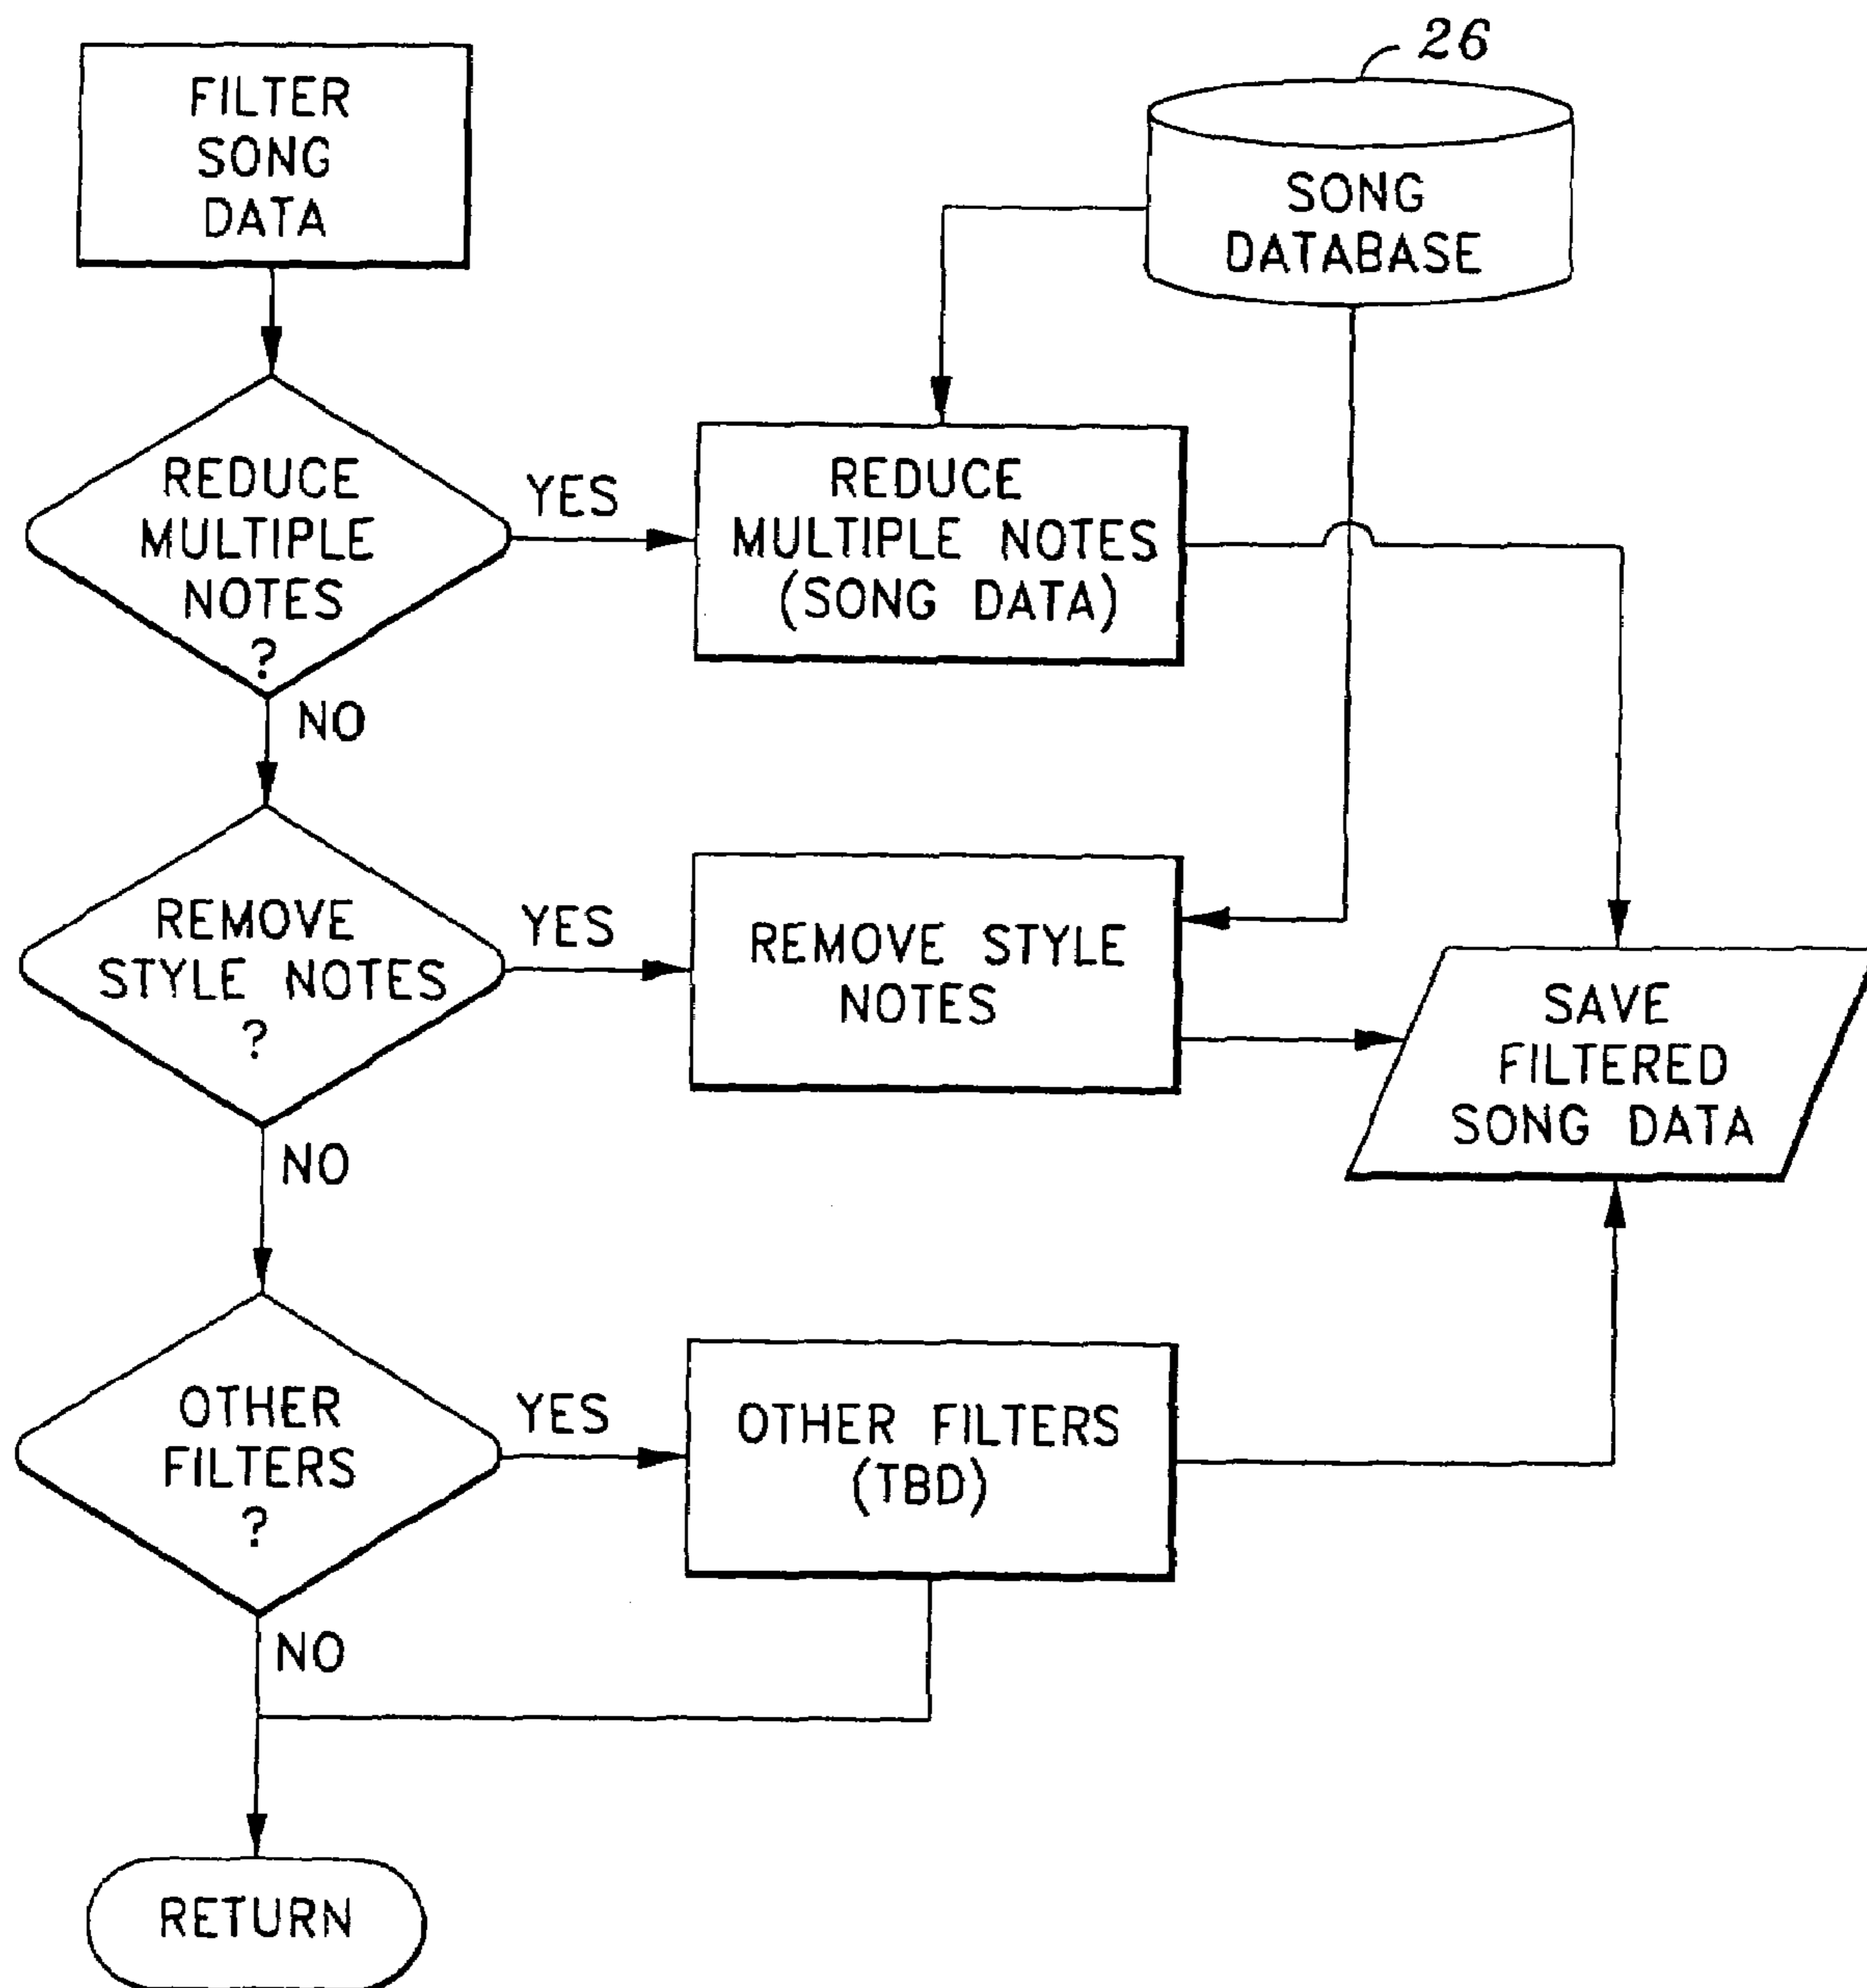 FILTER
SONG
DATA
26
SONG
DATABASE
REDUCE
MULTIPLE
NOTES
?
YES
NO
REDUCE
MULTIPLE NOTES
(SONG DATA)
REMOVE
STYLE NOTES
?
YES
NO
REMOVE STYLE
NOTES
SAVE
FILTERED
SONG DATA
OTHER
FILTERS
?
YES
NO
OTHER FILTERS
(TBD)
RETURN